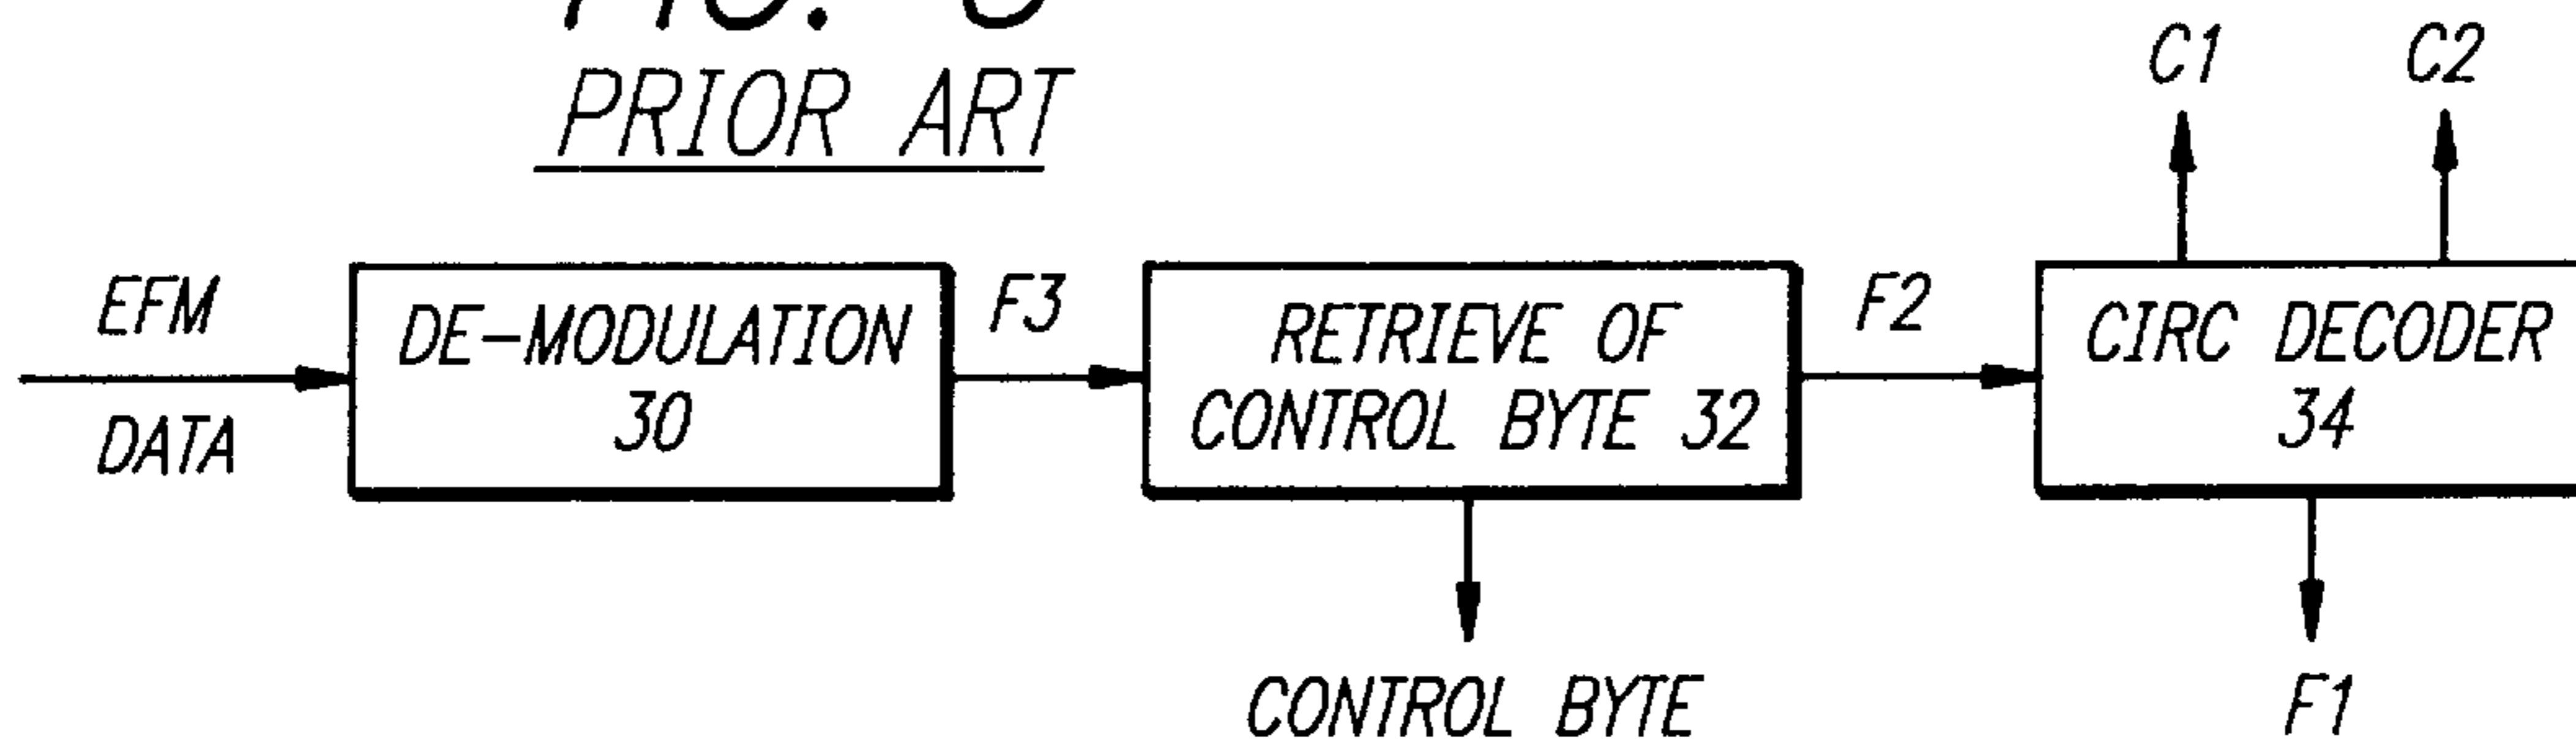 PRIOR ART
C1
C2
EFM
DATA
DE-MODULATION
30
F3
RETRIEVE OF
CONTROL BYTE 32
F2
CIRC DECODER
34
CONTROL BYTE
F1